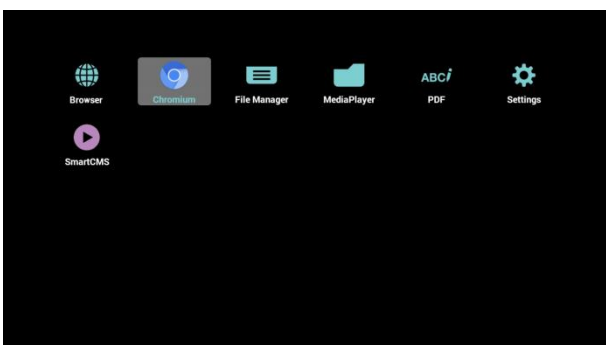 Browser
Chromium
File Manager
MediaPlayer
ABCi
PDF
Settings
SmartCMS